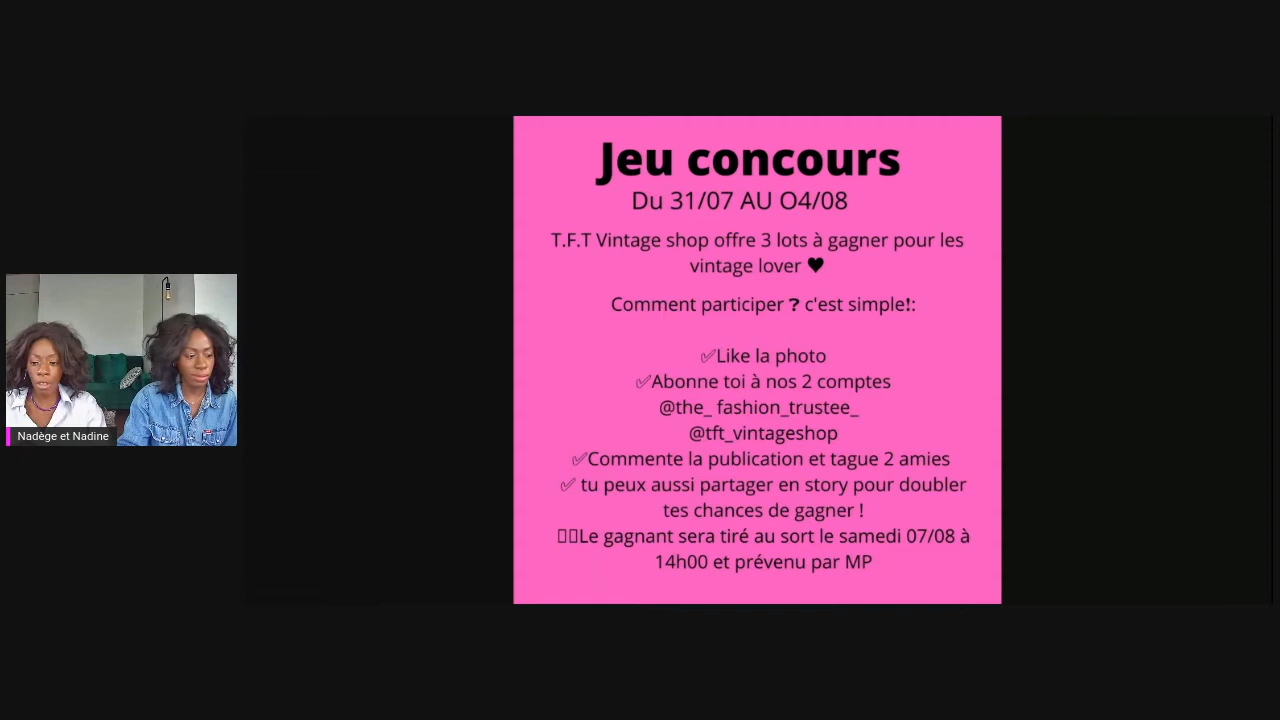 Jeu concours
Du 31/07 AU O4/08
T.F.T Vintage shop offre 3 lots à gagner pour les
vintage lover ♥
Comment participer ? c'est simple!:
✅Like la photo
✅Abonne toi à nos 2 comptes
@the_ fashion_trustee_
@tft_vintageshop
✅Commente la publication et tague 2 amies
✅ tu peux aussi partager en story pour doubler
tes chances de gagner !
▯▯Le gagnant sera tiré au sort le samedi 07/08 à
14h00 et prévenu par MP
Nadège et Nadine